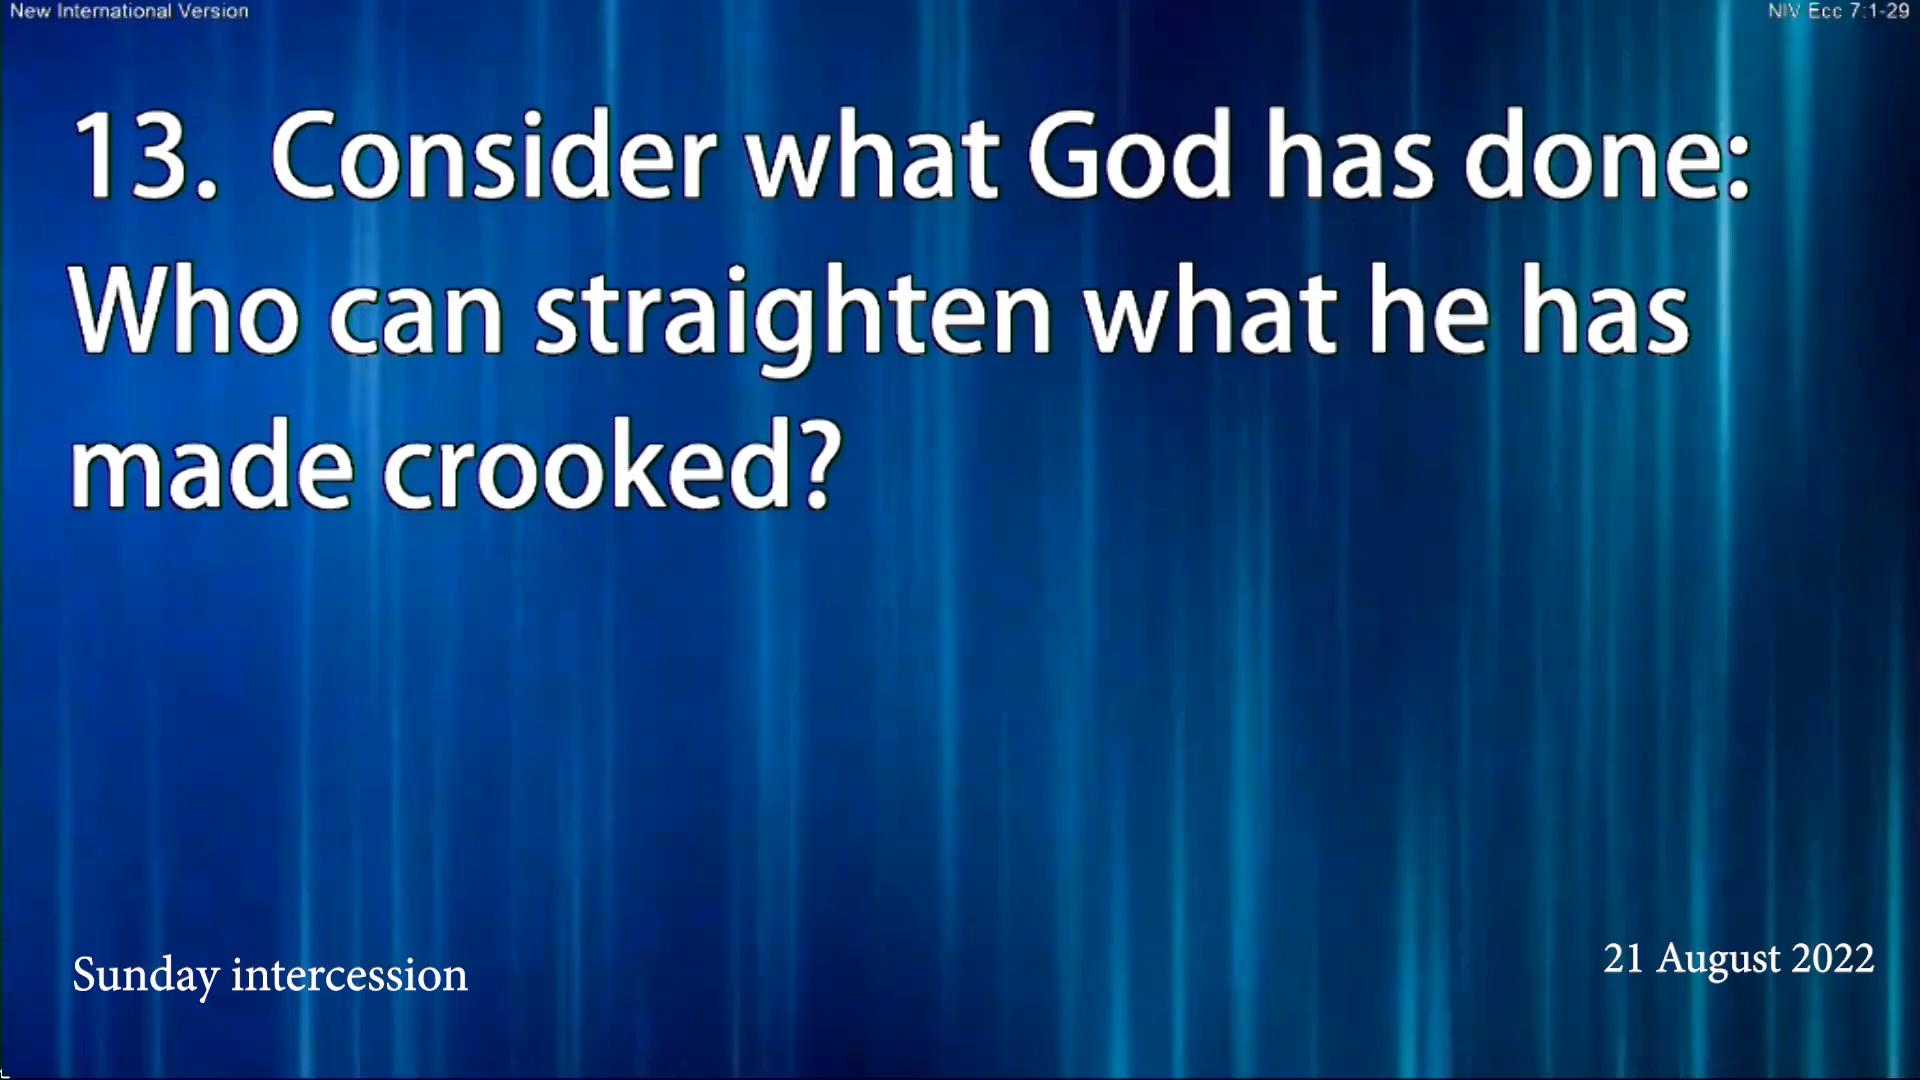 New International Version
NIV Ecc 7:1-29
13. Consider what God has done:
Who can straighten what he has
made crooked?
Sunday intercession
21 August 2022